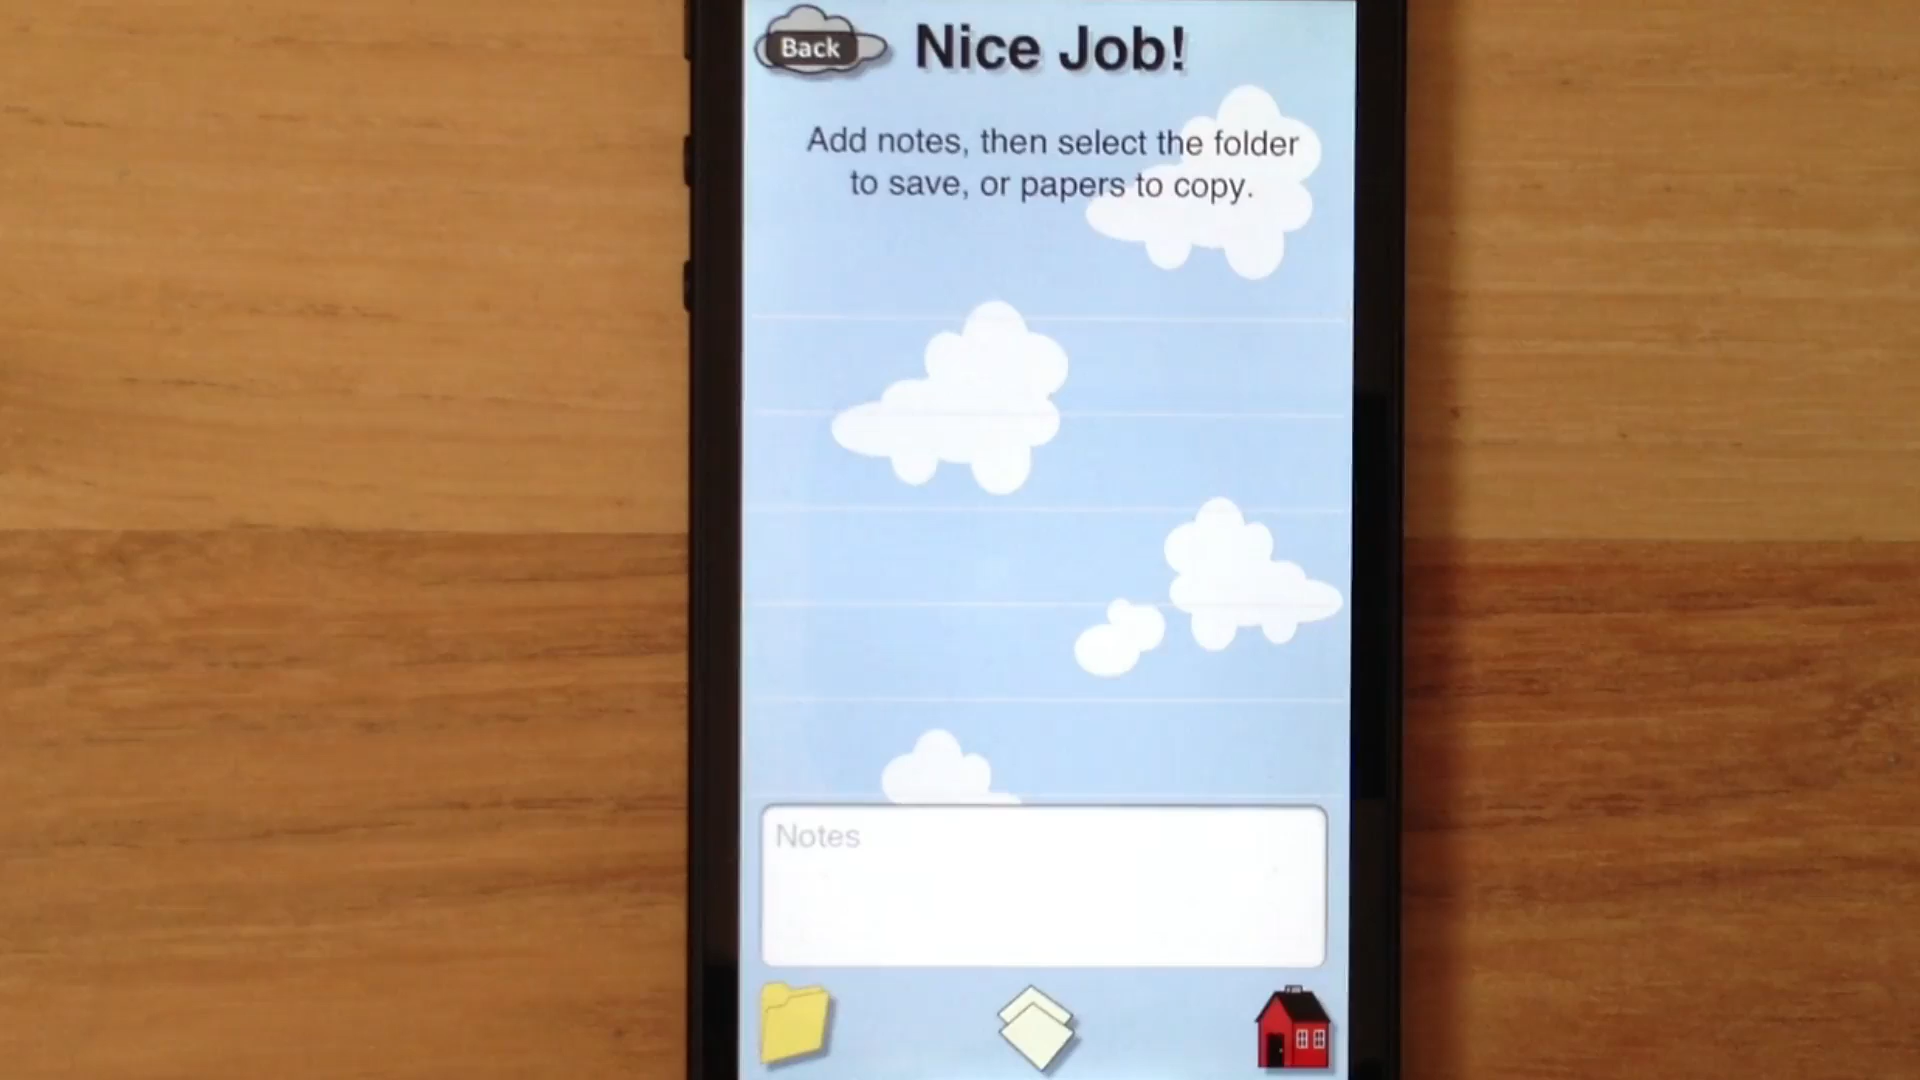 Back
Nice Job!
Add notes, then select the folder
to save, or papers to copy.
Notes